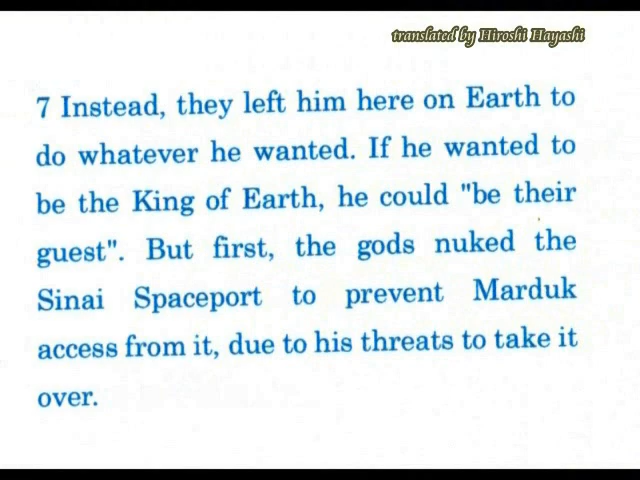 translated by Hiroshi Hayashi
7 Instead, they left him here on Earth to
do whatever he wanted. If he wanted to
be the King of Earth, he could "be their
guest". But first, the gods nuked the
Sinai Spaceport to prevent Marduk
access from it, due to his threats to take it
over.